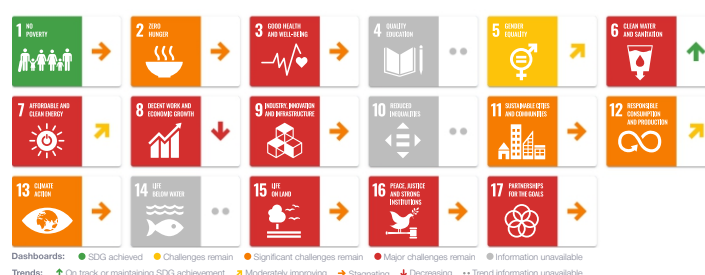 1 NO POVERTY
2 ZERO HUNGER
3 GOOD HEALTH AND WELL-BEING
4 QUALITY EDUCATION
5 GENDER EQUALITY
6 CLEAN WATER AND SANITATION
7 AFFORDABLE AND CLEAN ENERGY
8 DECENT WORK AND ECONOMIC GROWTH
9 INDUSTRY, INNOVATION AND INFRASTRUCTURE
10 REDUCED INEQUALITIES
11 SUSTAINABLE CITIES AND COMMUNITIES
12 RESPONSIBLE CONSUMPTION AND PRODUCTION
13 CLIMATE ACTION
14 LIFE BELOW WATER
15 LIFE ON LAND
16 PEACE, JUSTICE AND STRONG INSTITUTIONS
17 PARTNERSHIPS FOR THE GOALS
Dashboards: SDG achieved Challenges remain Significant challenges remain Major challenges remain Information unavailable
Trends: On track or maintaining SDG achievement Moderately improving Stagnating Decreasing Trend information unavailable